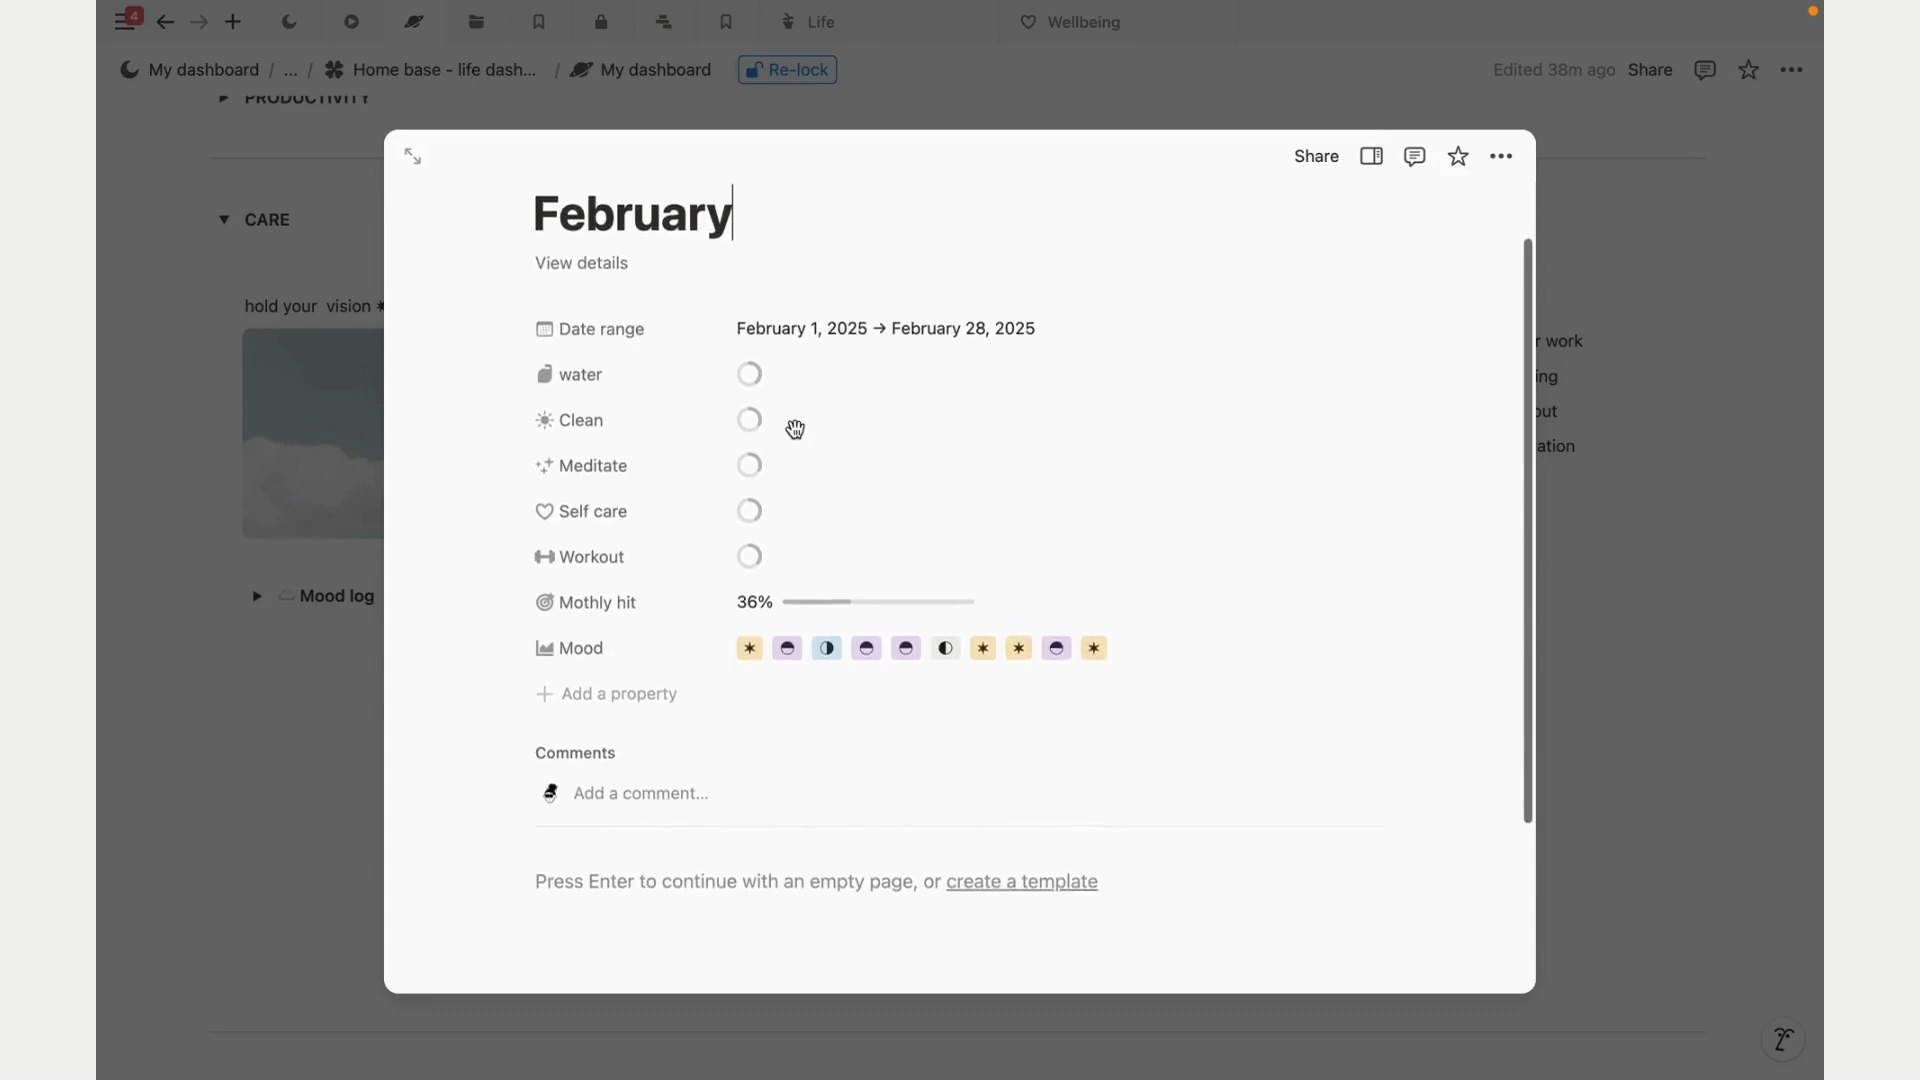 4
Life
Wellbeing
My dashboard / ... / Home base - life dash... / My dashboard Re-lock
Edited 38m ago Share
PRODUCTIVITY
Share
CARE
February
View details
hold your vision
Date range February 1, 2025 → February 28, 2025
r work
water
ing
Clean
out
Meditate
ation
Self care
Workout
Mood log
Mothly hit 36%
Mood
Add a property
Comments
Add a comment...
Press Enter to continue with an empty page, or create a template